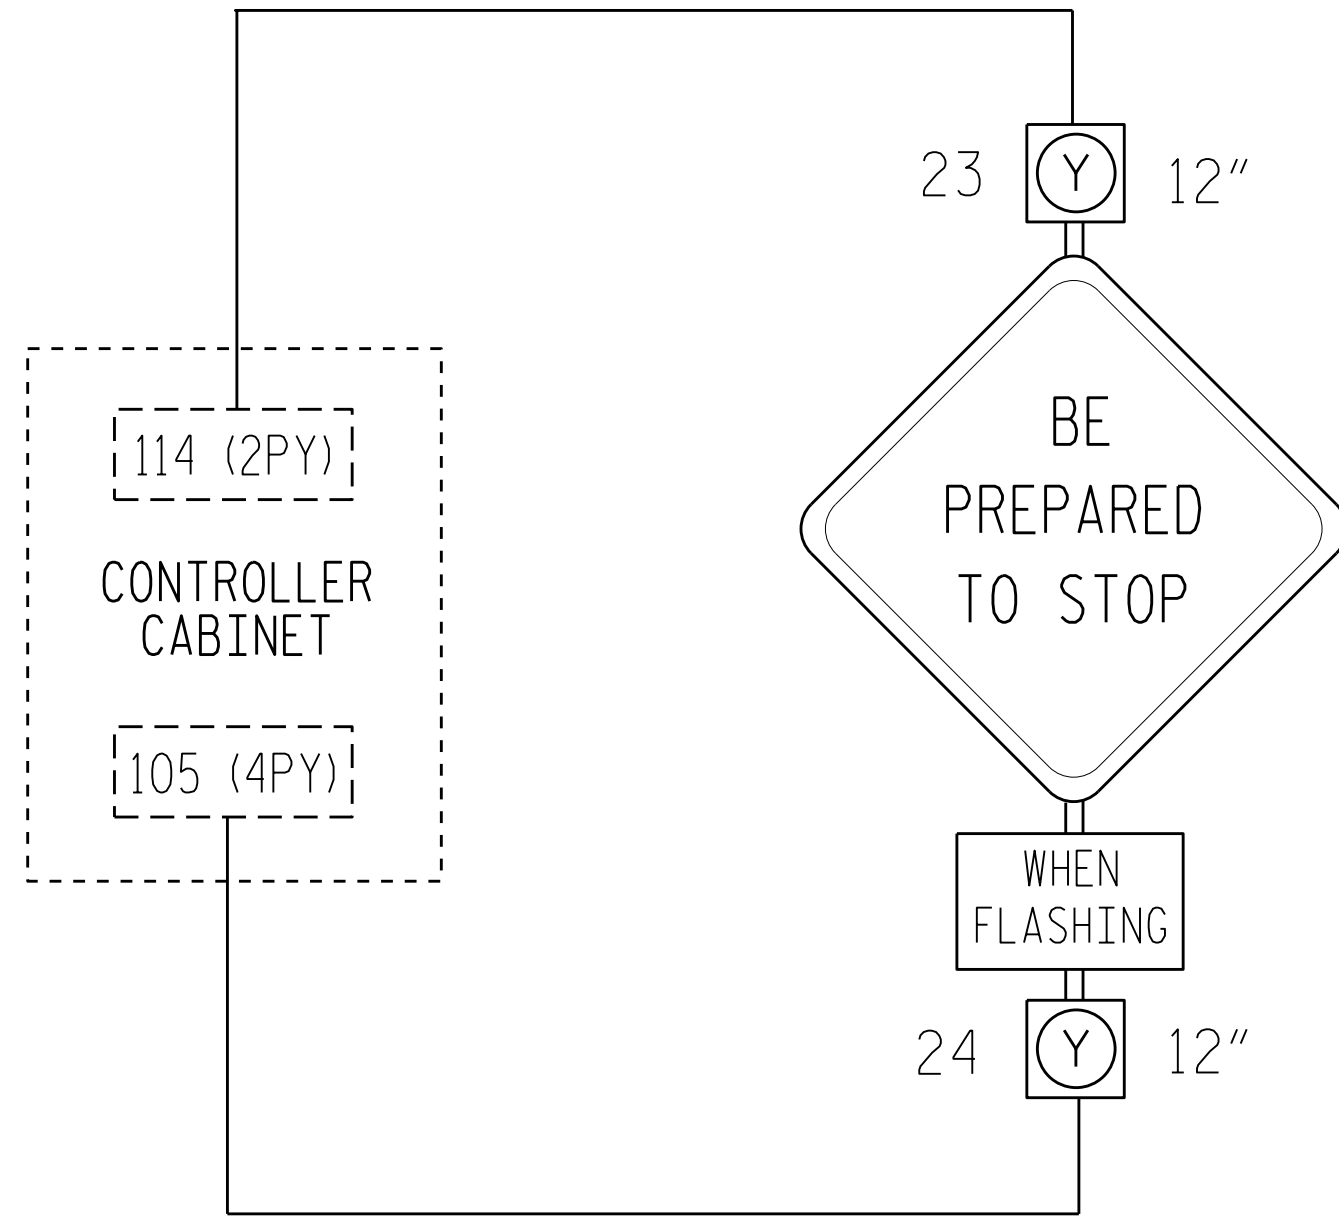 23
Y
12"
BE
PREPARED
TO STOP
114 (2PY)
CONTROLLER
CABINET
105 (4PY)
WHEN
FLASHING
24
Y
12"